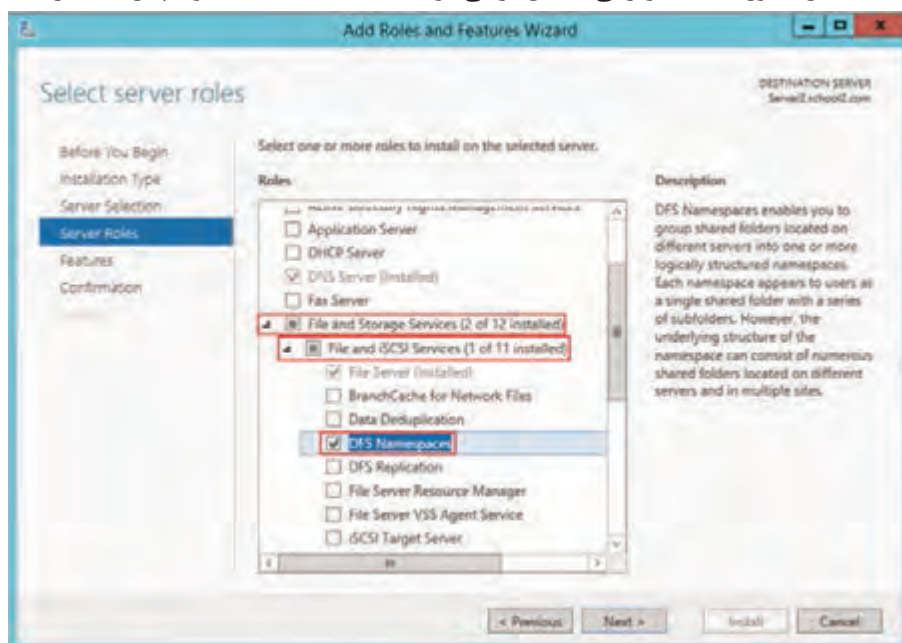 Add Roles and Features Wizard
Select server roles
DESTINATION SERVER
Server2.school2.com
Before You Begin
Installation Type
Server Selection
Server Roles
Features
Confirmation
Select one or more roles to install on the selected server.
Roles
Active Directory Rights Management Services
Application Server
DHCP Server
DNS Server (Installed)
Fax Server
File and Storage Services (2 of 12 installed)
File and iSCSI Services (1 of 11 installed)
File Server (Installed)
BranchCache for Network Files
Data Deduplication
DFS Namespaces
DFS Replication
File Server Resource Manager
File Server VSS Agent Service
iSCSI Target Server
Description
DFS Namespaces enables you to
group shared folders located on
different servers into one or more
logically structured namespaces.
Each namespace appears to users as
a single shared folder with a series
of subfolders. However, the
underlying structure of the
namespace can consist of numerous
shared folders located on different
servers and in multiple sites.
< Previous
Next >
Install
Cancel